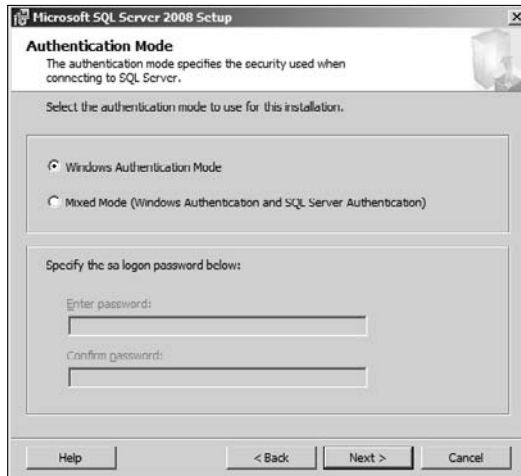 Microsoft SQL Server 2008 Setup
Authentication Mode
The authentication mode specifies the security used when
connecting to SQL Server.
Select the authentication mode to use for this installation.
Windows Authentication Mode
Mixed Mode (Windows Authentication and SQL Server Authentication)
Specify the sa logon password below:
Enter password:
Confirm password:
Help
< Back
Next >
Cancel